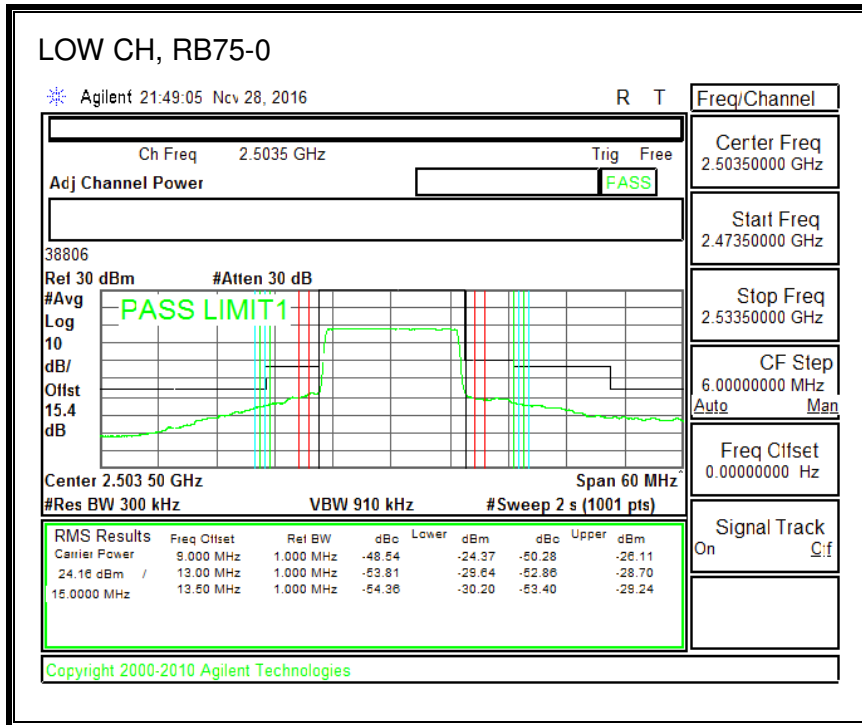 LOW CH, RB75-0
Agilent 21:49:05 Nov 28, 2016 R T
Freq/Channel
Ch Freq 2.5035 GHz Trig Free
Adj Channel Power PASS
Center Freq
2.50350000 GHz
Start Freq
2.47350000 GHz
Stop Freq
2.53350000 GHz
CF Step
6.00000000 MHz
Auto Man
Freq Offset
0.00000000 Hz
Signal Track
On Off
38806
Ref 30 dBm #Atten 30 dB
#Avg
Log
10
dB/
Offst
15.4
dB
PASS LIMIT1
Center 2.503 50 GHz Span 60 MHz
#Res BW 300 kHz VBW 910 kHz #Sweep 2 s (1001 pts)
RMS Results Freq Offset Ref BW dBc Lower dBm dBc Upper dBm
Carrier Power 9.000 MHz 1.000 MHz -48.54 -24.37 -50.28 -26.11
24.16 dBm / 13.00 MHz 1.000 MHz -53.81 -29.64 -52.86 -28.70
15.0000 MHz 13.50 MHz 1.000 MHz -54.36 -30.20 -53.40 -29.24
Copyright 2000-2010 Agilent Technologies